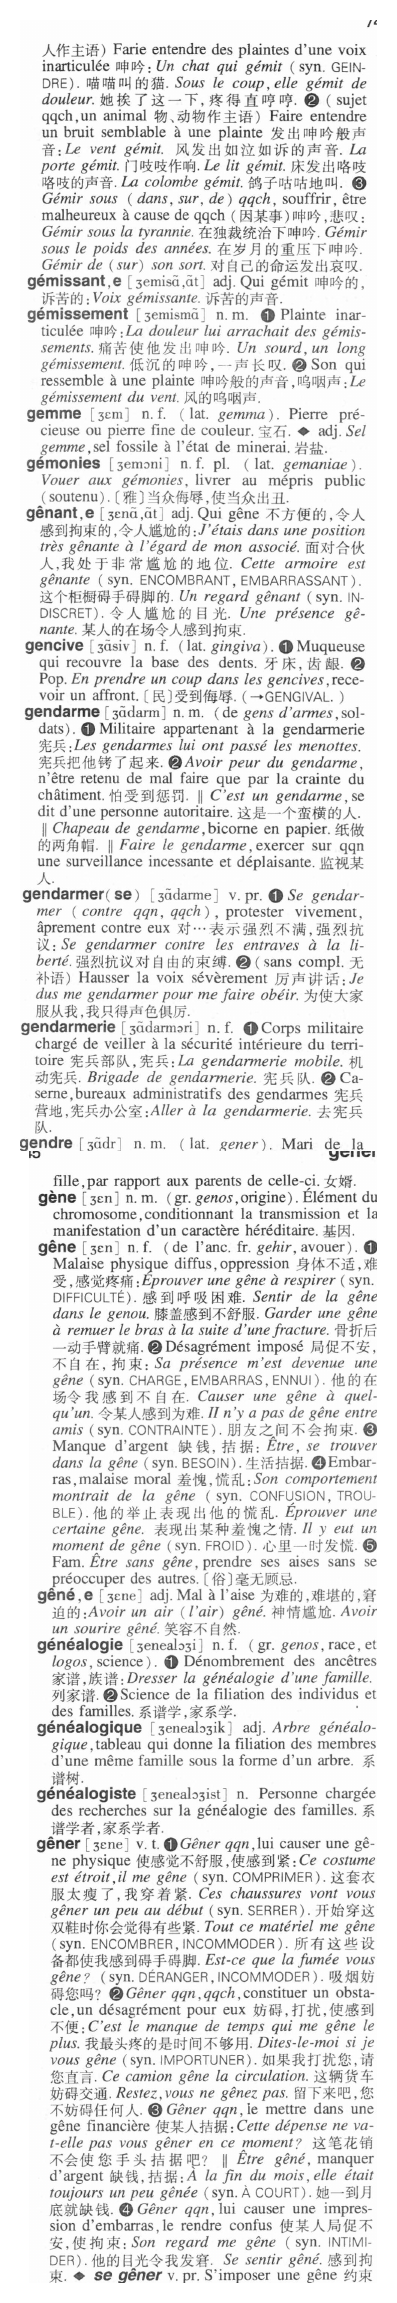 人作主语) Farie entendre des plaintes d'une voix
inarticulée 呻吟: Un chat qui gémit (syn. GEIN-
DRE). 喵喵叫的猫. Sous le coup, elle gémit de
douleur. 她挨了这一下, 疼得直哼哼. ❷ ( sujet
qqch, un animal 物、动物作主语) Faire entendre
un bruit semblable à une plainte 发出呻吟般声
音: Le vent gémit. 风发出如泣如诉的声音. La
porte gémit. 门吱吱作响. Le lit gémit. 床发出咯吱
咯吱的声音. La colombe gémit. 鸽子咕咕地叫. ❸
Gémir sous (dans, sur, de) qqch, souffrir, être
malheureux à cause de qqch (因某事)呻吟, 悲叹:
Gémir sous la tyrannie. 在独裁统治下呻吟. Gémir
sous le poids des années. 在岁月的重压下呻吟.
Gémir de (sur) son sort. 对自己的命运发出哀叹.
gémissant, e [ʒemisɑ̃, ɑ̃t] adj. Qui gémit 呻吟的,
诉苦的: Voix gémissante. 诉苦的声音.
gémissement [ʒemismɑ̃] n. m. ❶ Plainte inar-
ticulée 呻吟: La douleur lui arrachait des gémis-
sements. 痛苦使他发出呻吟. Un sourd, un long
gémissement. 低沉的呻吟, 一声长叹. ❷ Son qui
ressemble à une plainte 呻吟般的声音, 呜咽声: Le
gémissement du vent. 风的呜咽声.
gemme [ʒɛm] n. f. (lat. gemma). Pierre pré-
cieuse ou pierre fine de couleur. 宝石. ◆ adj. Sel
gemme, sel fossile à l'état de minerai. 岩盐.
gémonies [ʒemɔni] n. f. pl. (lat. gemaniae).
Vouer aux gémonies, livrer au mépris public
(soutenu). 〔雅〕当众侮辱, 使当众出丑.
gênant, e [ʒɛnɑ̃, ɑ̃t] adj. Qui gêne 不方便的, 令人
感到拘束的, 令人尴尬的: J'étais dans une position
très gênante à l'égard de mon associé. 面对合伙
人, 我处于非常尴尬的地位. Cette armoire est
gênante (syn. ENCOMBRANT, EMBARRASSANT).
这个柜橱碍手碍脚的. Un regard gênant (syn. IN-
DISCRET). 令人尴尬的目光. Une présence gê-
nante. 某人的在场令人感到拘束.
gencive [ʒɑ̃siv] n. f. (lat. gingiva). ❶ Muqueuse
qui recouvre la base des dents. 牙床, 齿龈. ❷
Pop. En prendre un coup dans les gencives, rece-
voir un affront. 〔民〕受到侮辱. (→GENGIVAL. )
gendarme [ʒɑ̃darm] n. m. (de gens d'armes, sol-
dats). ❶ Militaire appartenant à la gendarmerie
宪兵: Les gendarmes lui ont passé les menottes.
宪兵把他铐了起来. ❷ Avoir peur du gendarme,
n'être retenu de mal faire que par la crainte du
châtiment. 怕受到惩罚. ‖ C'est un gendarme, se
dit d'une personne autoritaire. 这是一个蛮横的人.
‖ Chapeau de gendarme, bicorne en papier. 纸做
的两角帽. ‖ Faire le gendarme, exercer sur qqn
une surveillance incessante et déplaisante. 监视某
人.
gendarmer( se) [ʒɑ̃darme] v. pr. ❶ Se gendar-
mer (contre qqn, qqch), protester vivement,
âprement contre eux 对…表示强烈不满, 强烈抗
议: Se gendarmer contre les entraves à la li-
berté. 强烈抗议对自由的束缚. ❷ (sans compl. 无
补语) Hausser la voix sévèrement 厉声讲话: Je
dus me gendarmer pour me faire obéir. 为使大家
服从我, 我只得声色俱厉.
gendarmerie [ʒɑ̃darmɔri] n. f. ❶ Corps militaire
chargé de veiller à la sécurité intérieure du terri-
toire 宪兵部队, 宪兵: La gendarmerie mobile. 机
动宪兵. Brigade de gendarmerie. 宪兵队. ❷ Ca-
serne, bureaux administratifs des gendarmes 宪兵
营地, 宪兵办公室: Aller à la gendarmerie. 去宪兵
队.
gendre [ʒɑ̃dr] n. m. (lat. gener). Mari de la
fille, par rapport aux parents de celle-ci. 女婿.
gène [ʒɛn] n. m. (gr. genos, origine). Élément du
chromosome, conditionnant la transmission et la
manifestation d'un caractère héréditaire. 基因.
gêne [ʒɛn] n. f. (de l'anc. fr. gehir, avouer). ❶
Malaise physique diffus, oppression 身体不适, 难
受, 感觉疼痛: Éprouver une gêne à respirer (syn.
DIFFICULTÉ). 感到呼吸困难. Sentir de la gêne
dans le genou. 膝盖感到不舒服. Garder une gêne
à remuer le bras à la suite d'une fracture. 骨折后
一动手臂就痛. ❷ Désagrément imposé 局促不安,
不自在, 拘束: Sa présence m'est devenue une
gêne (syn. CHARGE, EMBARRAS, ENNUI). 他的在
场令我感到不自在. Causer une gêne à quel-
qu'un. 令某人感到为难. Il n'y a pas de gêne entre
amis (syn. CONTRAINTE). 朋友之间不会拘束. ❸
Manque d'argent 缺钱, 拮据: Être, se trouver
dans la gêne (syn. BESOIN). 生活拮据. ❹ Embar-
ras, malaise moral 羞愧, 慌乱: Son comportement
montrait de la gêne (syn. CONFUSION, TROU-
BLE). 他的举止表现出他的慌乱. Éprouver une
certaine gêne. 表现出某种羞愧之情. Il y eut un
moment de gêne (syn. FROID). 心里一时发慌. ❺
Fam. Être sans gêne, prendre ses aises sans se
préoccuper des autres. 〔俗〕毫无顾忌.
gêné, e [ʒɛne] adj. Mal à l'aise 为难的, 难堪的, 窘
迫的: Avoir un air (l'air) gêné. 神情尴尬. Avoir
un sourire gêné. 笑容不自然.
généalogie [ʒenealɔʒi] n. f. (gr. genos, race, et
logos, science). ❶ Dénombrement des ancêtres
家谱, 族谱: Dresser la généalogie d'une famille.
列家谱. ❷ Science de la filiation des individus et
des familles. 系谱学, 家系学.
généalogique [ʒenealɔʒik] adj. Arbre généalo-
gique, tableau qui donne la filiation des membres
d'une même famille sous la forme d'un arbre. 系
谱树.
généalogiste [ʒenealɔʒist] n. Personne chargée
des recherches sur la généalogie des familles. 系
谱学者, 家系学者.
gêner [ʒɛne] v. t. ❶ Gêner qqn, lui causer une gê-
ne physique 使感觉不舒服, 使感到紧: Ce costume
est étroit, il me gêne (syn. COMPRIMER). 这套衣
服太瘦了, 我穿着紧. Ces chaussures vont vous
gêner un peu au début (syn. SERRER). 开始穿这
双鞋时你会觉得有些紧. Tout ce matériel me gêne
(syn. ENCOMBRER, INCOMMODER). 所有这些设
备都使我感到碍手碍脚. Est-ce que la fumée vous
gêne? (syn. DÉRANGER, INCOMMODER). 吸烟妨
碍您吗? ❷ Gêner qqn, qqch, constituer un obsta-
cle, un désagrément pour eux 妨碍, 打扰, 使感到
不便: C'est le manque de temps qui me gêne le
plus. 我最头疼的是时间不够用. Dites-le-moi si je
vous gêne (syn. IMPORTUNER). 如果我打扰您, 请
您直言. Ce camion gêne la circulation. 这辆货车
妨碍交通. Restez, vous ne gênez pas. 留下来吧, 您
不妨碍任何人. ❸ Gêner qqn, le mettre dans une
gêne financière 使某人拮据: Cette dépense ne va-
t-elle pas vous gêner en ce moment? 这笔花销
不会使您手头拮据吧? ‖ Être gêné, manquer
d'argent 缺钱, 拮据: À la fin du mois, elle était
toujours un peu gênée (syn. À COURT). 她一到月
底就缺钱. ❹ Gêner qqn, lui causer une impres-
sion d'embarras, le rendre confus 使某人局促不
安, 使拘束: Son regard me gêne (syn. INTIMI-
DER). 他的目光令我发窘. Se sentir gêné. 感到拘
束. ◆ se gêner v. pr. S'imposer une gêne 约束